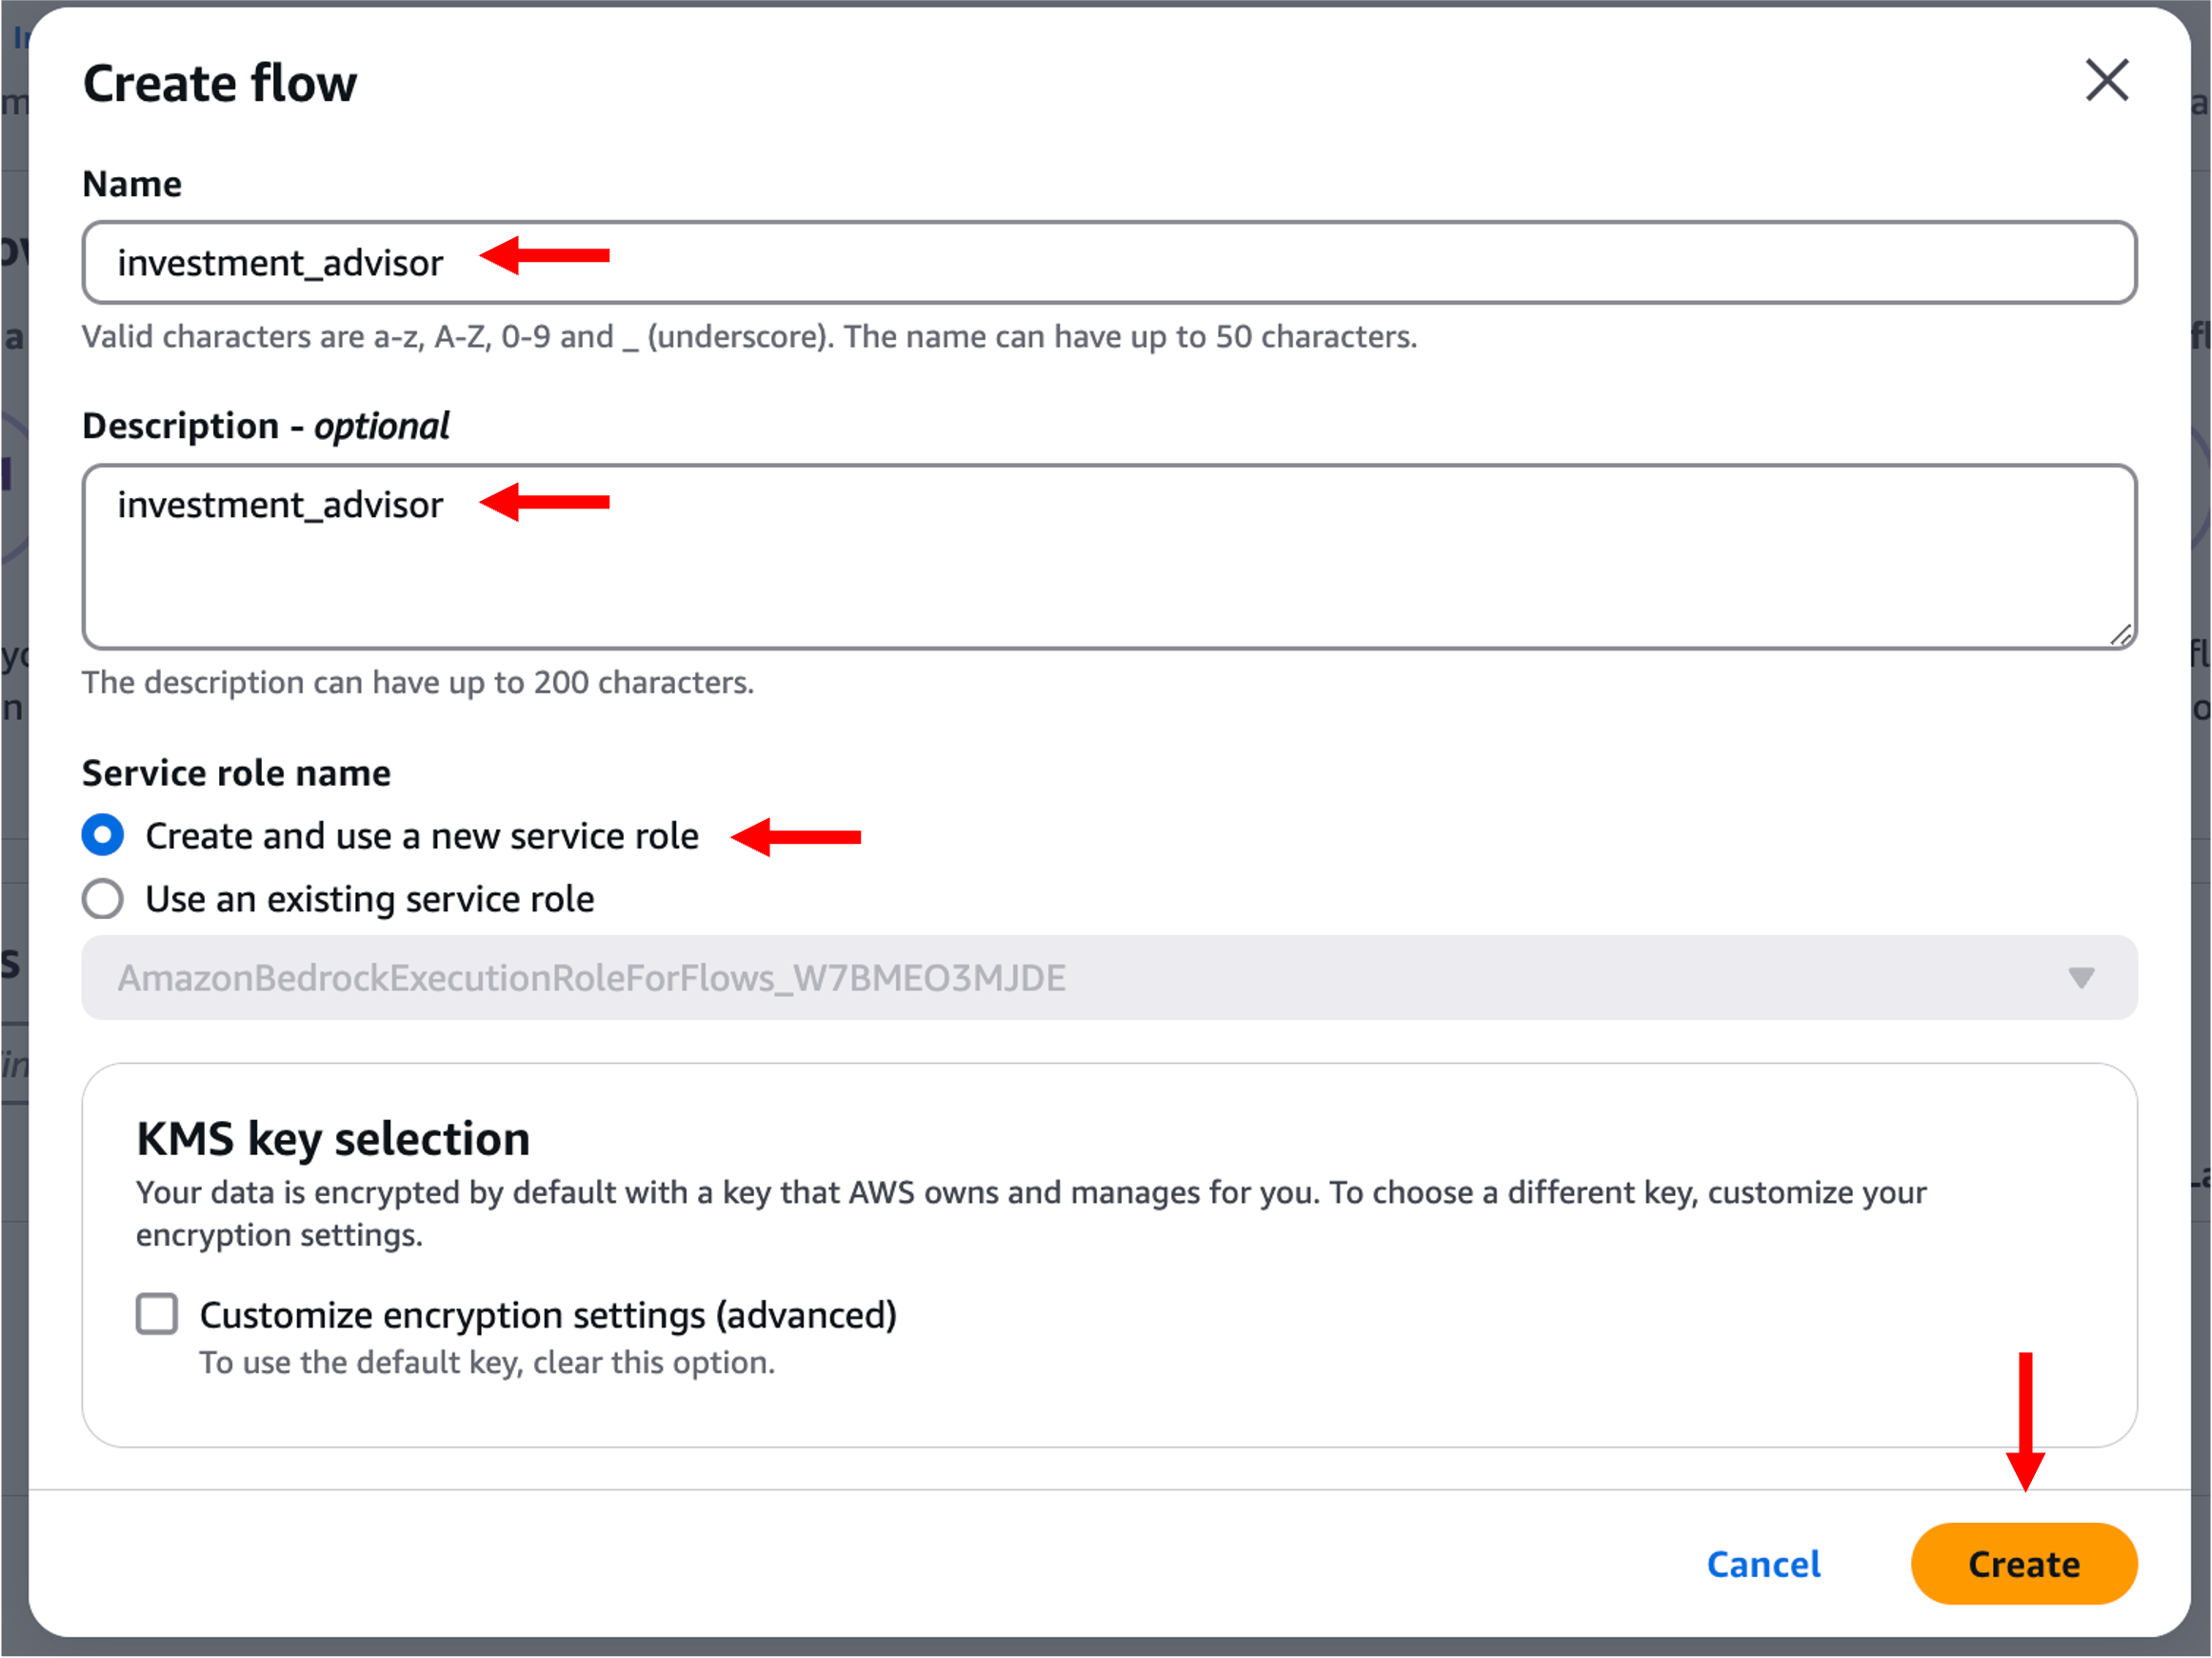 Create flow
Name
investment_advisor
Valid characters are a-z, A-Z, 0-9 and _ (underscore). The name can have up to 50 characters.
Description - optional
investment_advisor
The description can have up to 200 characters.
Service role name
Create and use a new service role
Use an existing service role
AmazonBedrockExecutionRoleForFlows_W7BMEO3MJDE
KMS key selection
Your data is encrypted by default with a key that AWS owns and manages for you. To choose a different key, customize your
encryption settings.
Customize encryption settings (advanced)
To use the default key, clear this option.
Cancel
Create